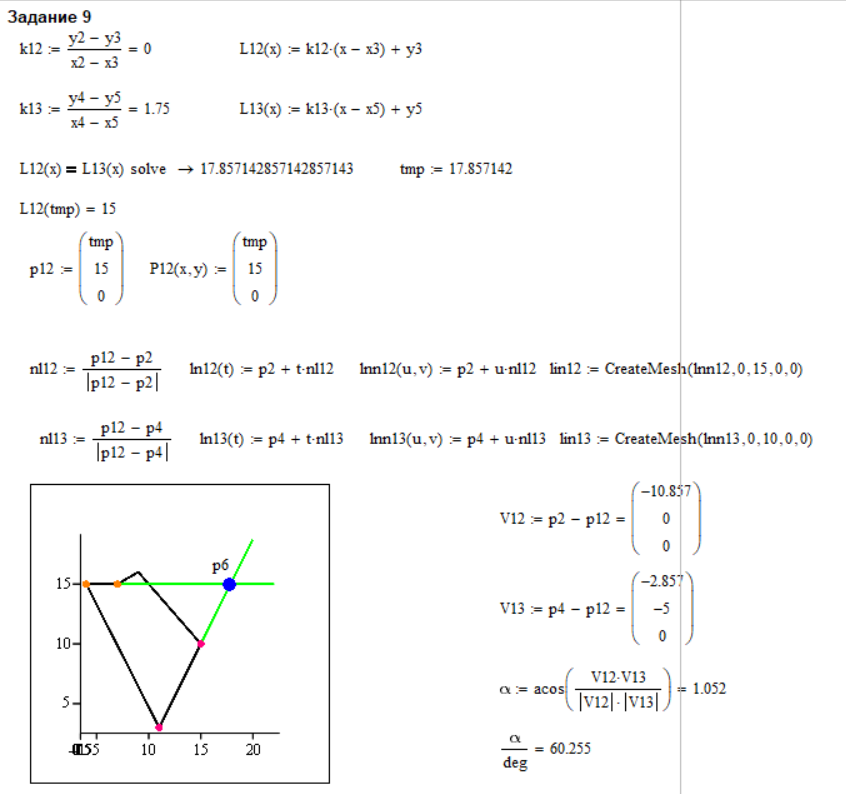 Задание 9
k12 := (y2 − y3)/(x2 − x3) = 0    L12(x) := k12·(x − x3) + y3
k13 := (y4 − y5)/(x4 − x5) = 1.75    L13(x) := k13·(x − x5) + y5
L12(x) = L13(x) solve → 17.857142857142857143    tmp := 17.857142
L12(tmp) = 15
p12 := (tmp 15 0)    P12(x,y) := (tmp 15 0)
nl12 := (p12 − p2)/|p12 − p2|    ln12(t) := p2 + t·nl12    lnn12(u,v) := p2 + u·nl12    lin12 := CreateMesh(lnn12,0,15,0,0)
nl13 := (p12 − p4)/|p12 − p4|    ln13(t) := p4 + t·nl13    lnn13(u,v) := p4 + u·nl13    lin13 := CreateMesh(lnn13,0,10,0,0)
V12 := p2 − p12 = (−10.857 0 0)
V13 := p4 − p12 = (−2.857 −5 0)
α := acos(V12·V13/(|V12|·|V13|)) = 1.052
α/deg = 60.255
p6
15
10
5
10 15 20